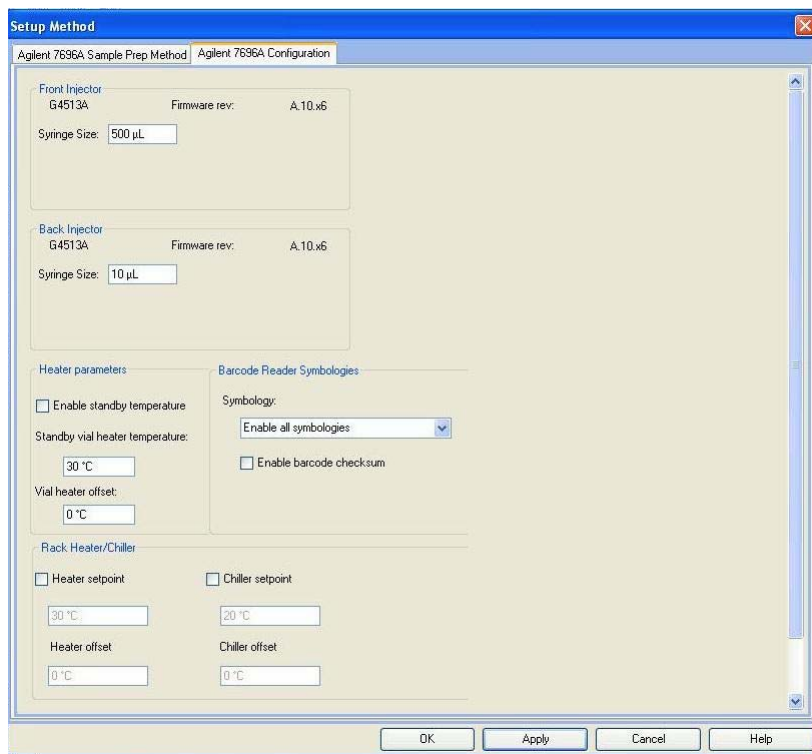 Setup Method
Agilent 7696A Sample Prep Method Agilent 7696A Configuration
Front Injector
G4513A Firmware rev: A.10.x6
Syringe Size: 500 µL
Back Injector
G4513A Firmware rev: A.10.x6
Syringe Size: 10 µL
Heater parameters Barcode Reader Symbologies
Enable standby temperature Symbology:
Enable all symbologies
Standby vial heater temperature:
30 °C Enable barcode checksum
Vial heater offset:
0 °C
Rack Heater/Chiller
Heater setpoint Chiller setpoint
30 °C 20 °C
Heater offset Chiller offset
0 °C 0 °C
OK Apply Cancel Help